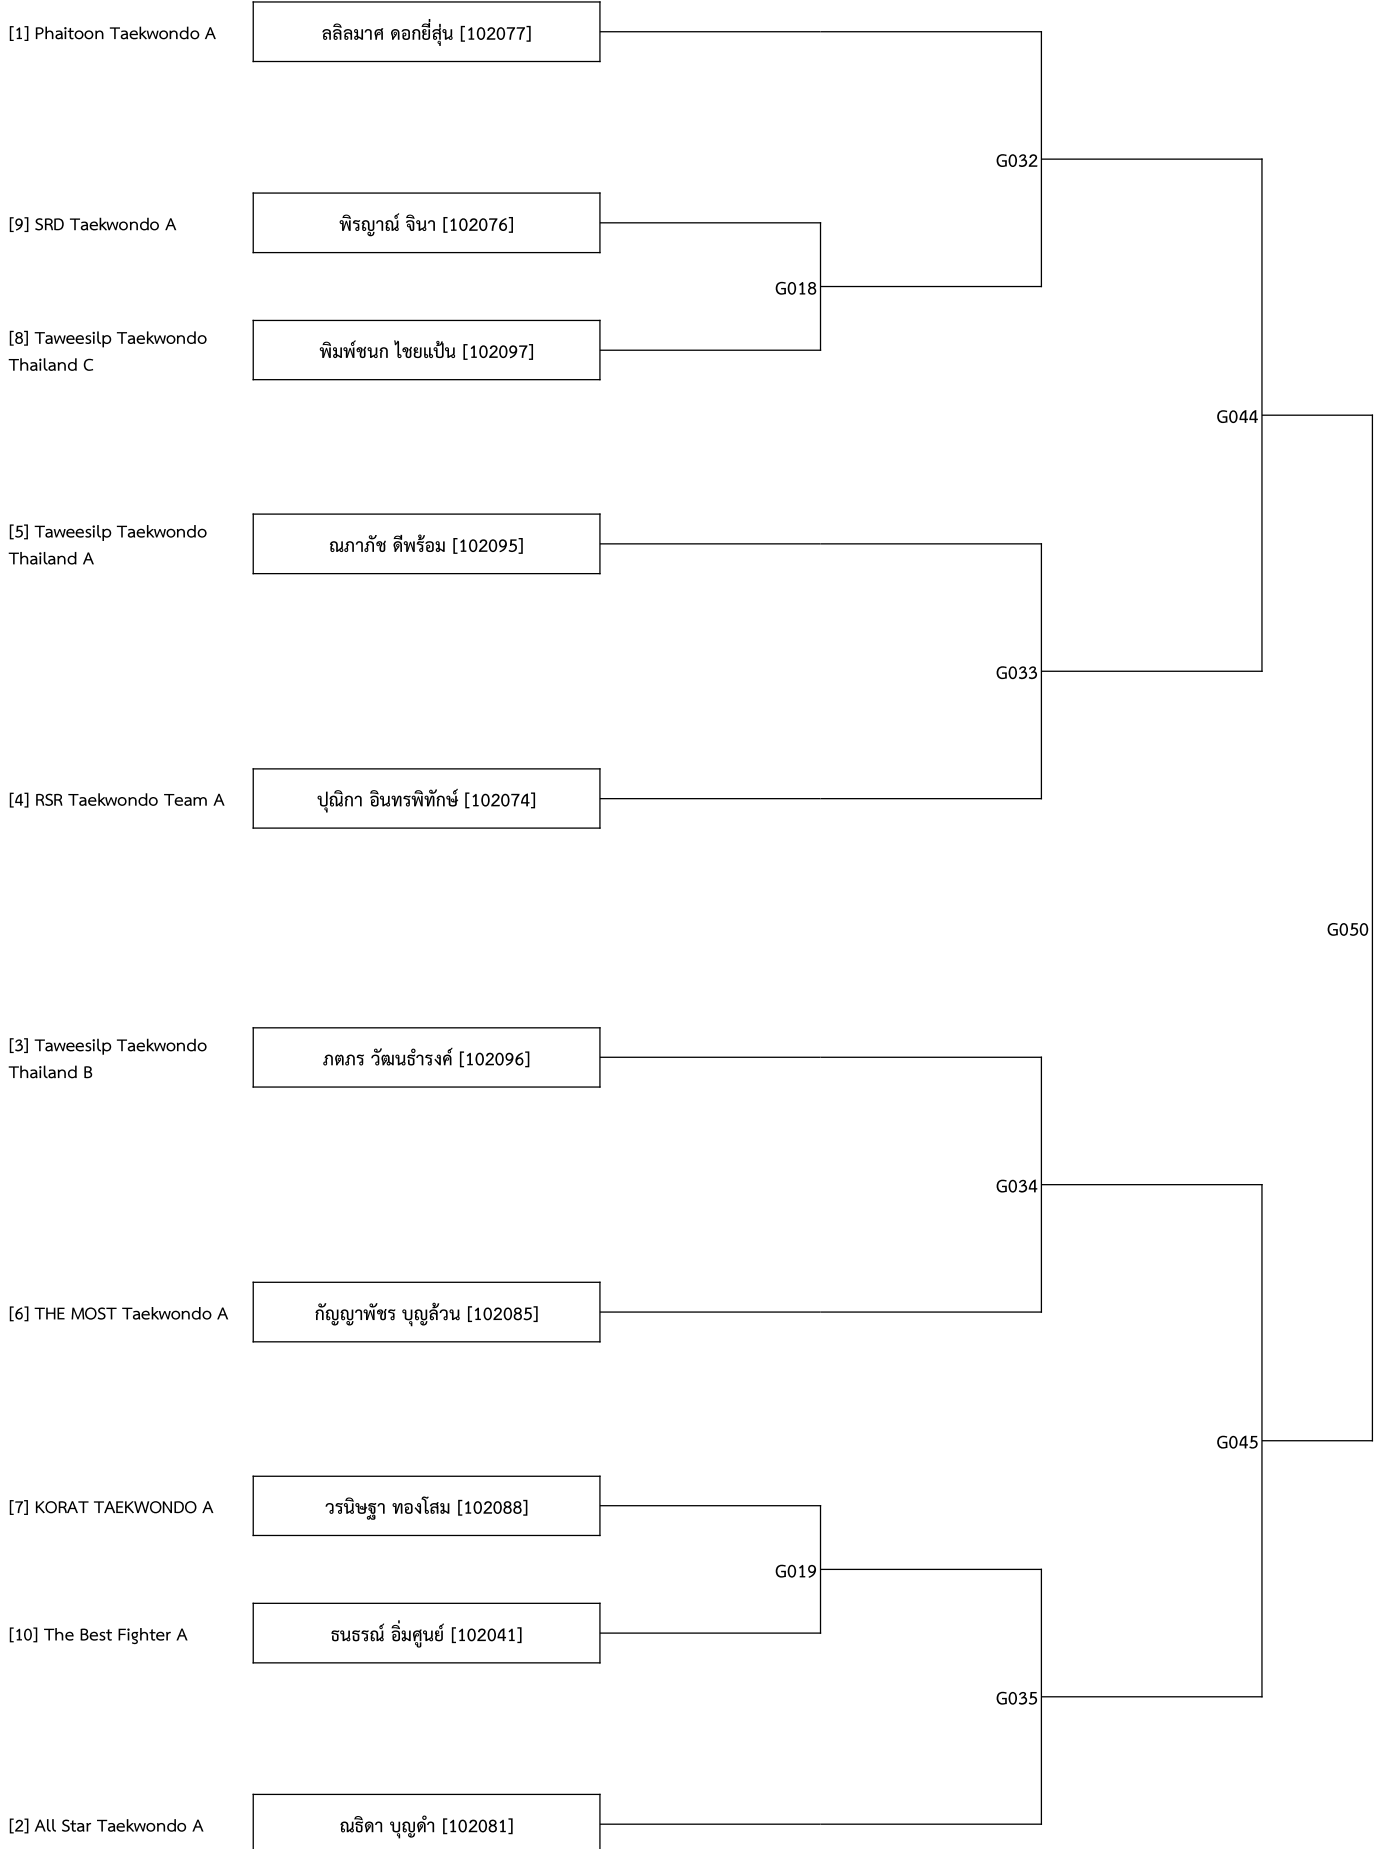 [1] Phaitoon Taekwondo A
ลลิลมาศ ดอกยี่สุ่น [102077]
G032
[9] SRD Taekwondo A
พิรญาณ์ จินา [102076]
G018
[8] Taweesilp Taekwondo
Thailand C
พิมพ์ชนก ไชยแป้น [102097]
G044
[5] Taweesilp Taekwondo
Thailand A
ณภาภัช ดีพร้อม [102095]
G033
[4] RSR Taekwondo Team A
ปุณิกา อินทรพิทักษ์ [102074]
G050
[3] Taweesilp Taekwondo
Thailand B
ภตภร วัฒนธำรงค์ [102096]
G034
[6] THE MOST Taekwondo A
กัญญาพัชร บุญล้วน [102085]
G045
[7] KORAT TAEKWONDO A
วรนิษฐา ทองโสม [102088]
G019
[10] The Best Fighter A
ธนธรณ์ อิ่มศูนย์ [102041]
G035
[2] All Star Taekwondo A
ณธิดา บุญดำ [102081]